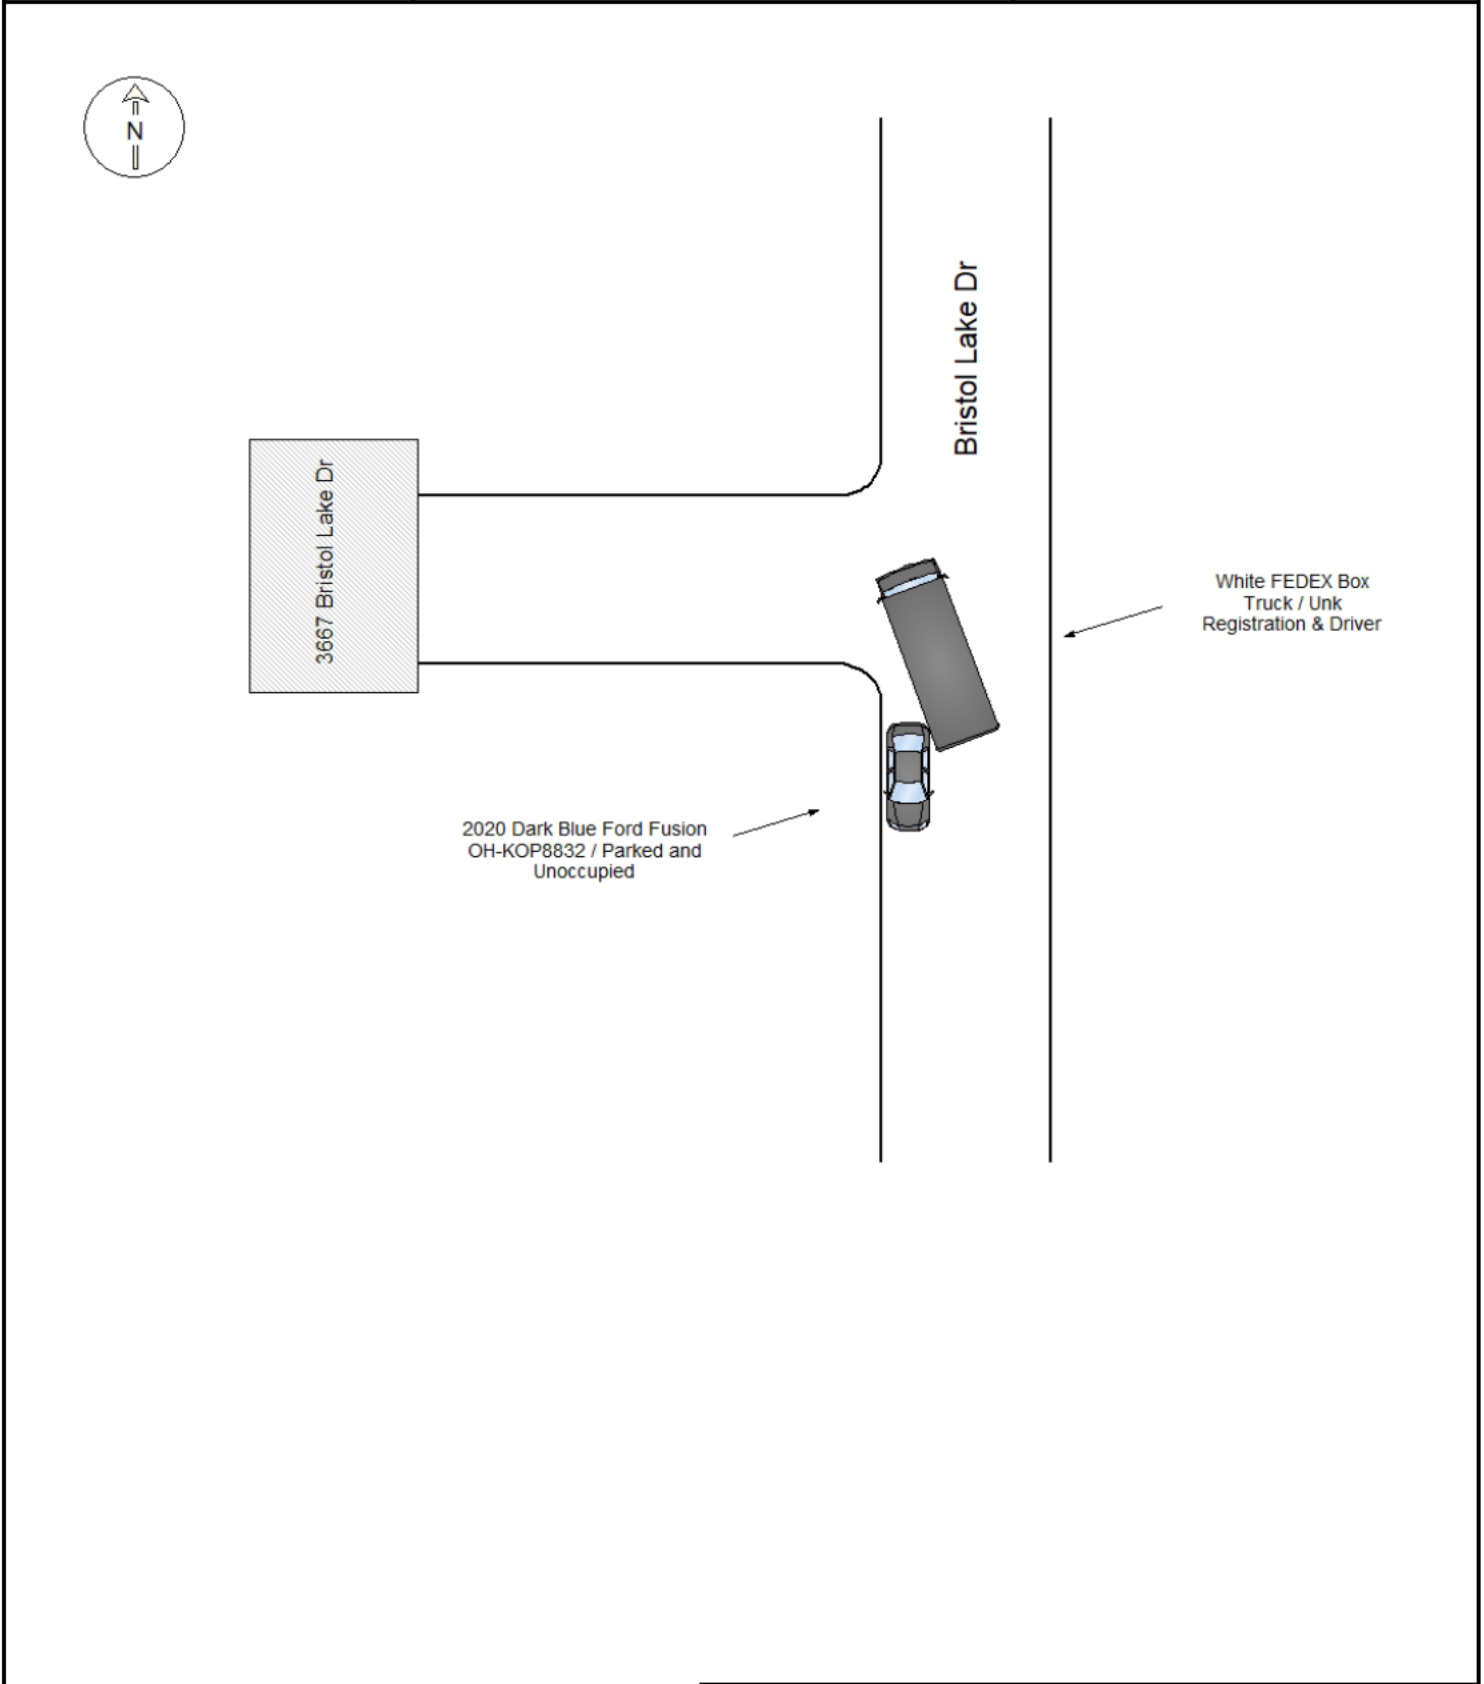 N
Bristol Lake Dr
3667 Bristol Lake Dr
White FEDEX Box
Truck / Unk
Registration & Driver
2020 Dark Blue Ford Fusion
OH-KOP8832 / Parked and
Unoccupied